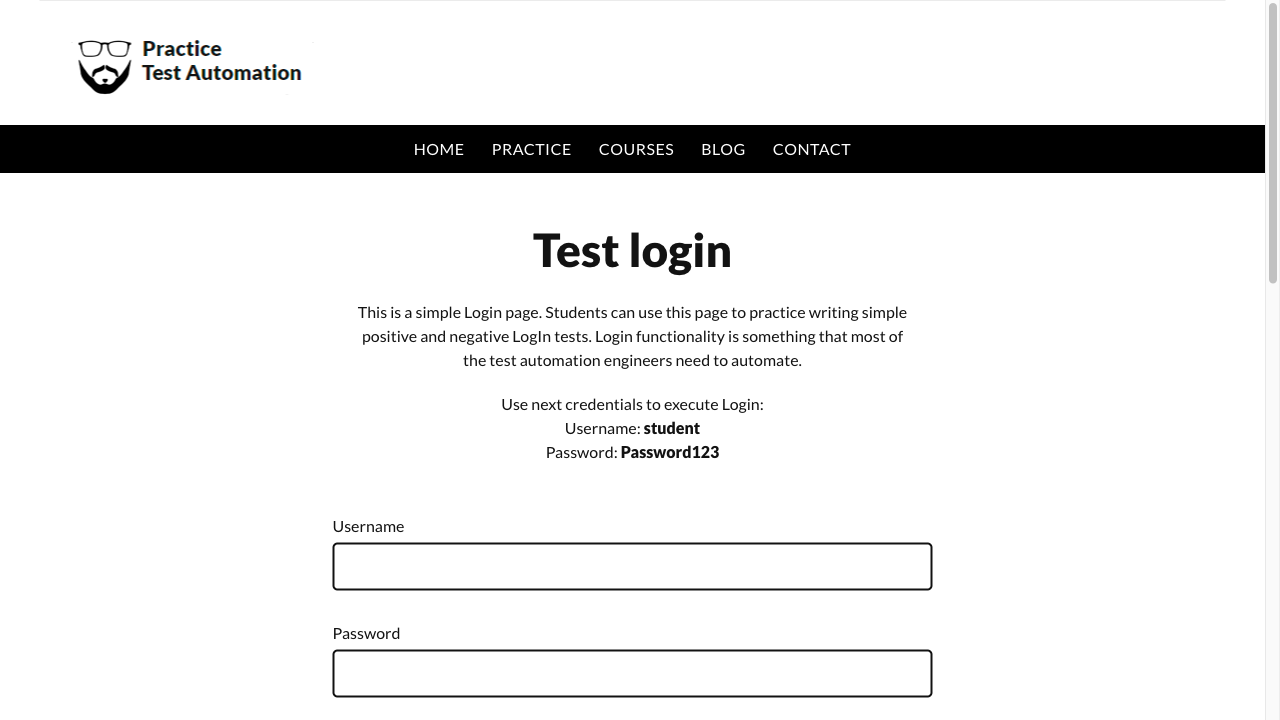 Practice
Test Automation
HOME PRACTICE COURSES BLOG CONTACT
Test login
This is a simple Login page. Students can use this page to practice writing simple
positive and negative LogIn tests. Login functionality is something that most of
the test automation engineers need to automate.
Use next credentials to execute Login:
Username: student
Password: Password123
Username
Password